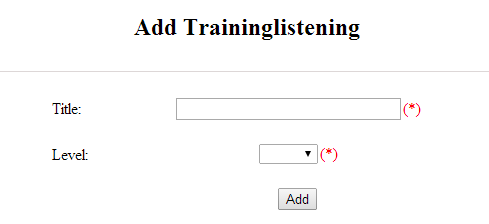 Add Traininglistening
Title: (*)
Level: (*)
Add